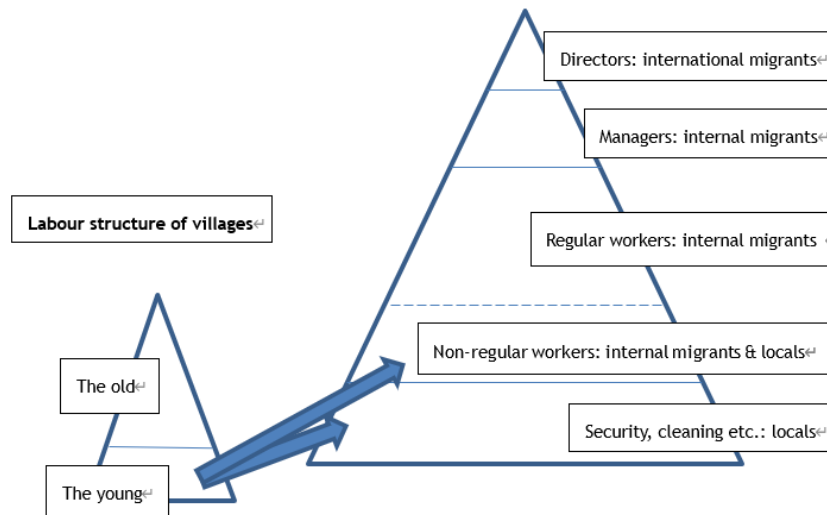 Directors: international migrants
Managers: internal migrants
Labour structure of villages
Regular workers: internal migrants
Non-regular workers: internal migrants & locals
The old
Security, cleaning etc.: locals
The young